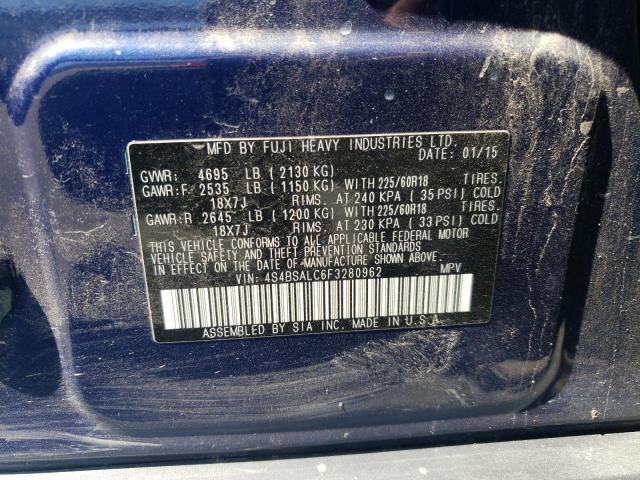 MFD BY FUJI HEAVY INDUSTRIES LTD.
DATE: 01/15
GVWR: 4695 LB ( 2130 KG)
GAWR:F. 2535 LB ( 1150 KG) WITH 225/60R18 TIRES.
18X7J RIMS. AT 240 KPA ( 35 PSI) COLD
GAWR:R 2645 LB ( 1200 KG) WITH 225/60R18 TIRES.
18X7J RIMS. AT 230 KPA ( 33 PSI) COLD
THIS VEHICLE CONFORMS TO ALL APPLICABLE FEDERAL MOTOR
VEHICLE SAFETY AND THEFT PREVENTION STANDARDS
IN EFFECT ON THE DATE OF MANUFACTURE SHOWN ABOVE.
VIN: 4S4BSALC6F3280962 MPV
ASSEMBLED BY SIA INC. MADE IN U.S.A.